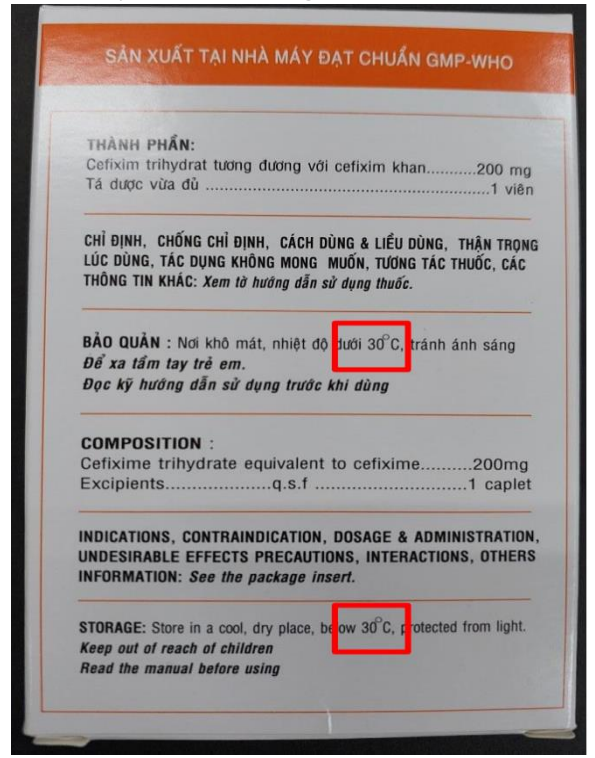 SẢN XUẤT TẠI NHÀ MÁY ĐẠT CHUẨN GMP-WHO
THÀNH PHẦN:
Cefixim trihydrat tương đương với cefixim khan...........200 mg
Tá dược vừa đủ ................................................................1 viên
CHỈ ĐỊNH, CHỐNG CHỈ ĐỊNH, CÁCH DÙNG & LIỀU DÙNG, THẬN TRỌNG
LÚC DÙNG, TÁC DỤNG KHÔNG MONG MUỐN, TƯƠNG TÁC THUỐC, CÁC
THÔNG TIN KHÁC: Xem tờ hướng dẫn sử dụng thuốc.
BẢO QUẢN : Nơi khô mát, nhiệt độ dưới 30°C, tránh ánh sáng
Để xa tầm tay trẻ em.
Đọc kỹ hướng dẫn sử dụng trước khi dùng
COMPOSITION :
Cefixime trihydrate equivalent to cefixime..........200mg
Excipients...................q.s.f ...........................1 caplet
INDICATIONS, CONTRAINDICATION, DOSAGE & ADMINISTRATION,
UNDESIRABLE EFFECTS PRECAUTIONS, INTERACTIONS, OTHERS
INFORMATION: See the package insert.
STORAGE: Store in a cool, dry place, below 30°C, protected from light.
Keep out of reach of children
Read the manual before using